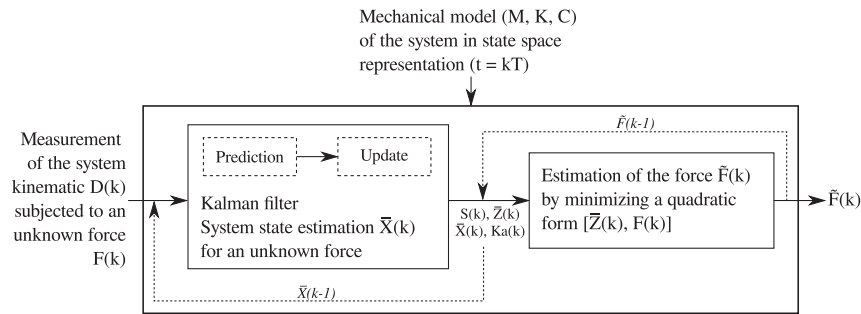 Mechanical model (M, K, C)
of the system in state space
representation (t = kT)
Measurement
of the system
kinematic D(k)
subjected to an
unknown force
F(k)
Prediction
Update
Kalman filter
System state estimation X̅(k)
for an unknown force
X̅(k-1)
S(k), Z̅(k)
X̅(k), Ka(k)
F̃(k-1)
Estimation of the force F̃(k)
by minimizing a quadratic
form [Z̅(k), F(k)]
F̃(k)